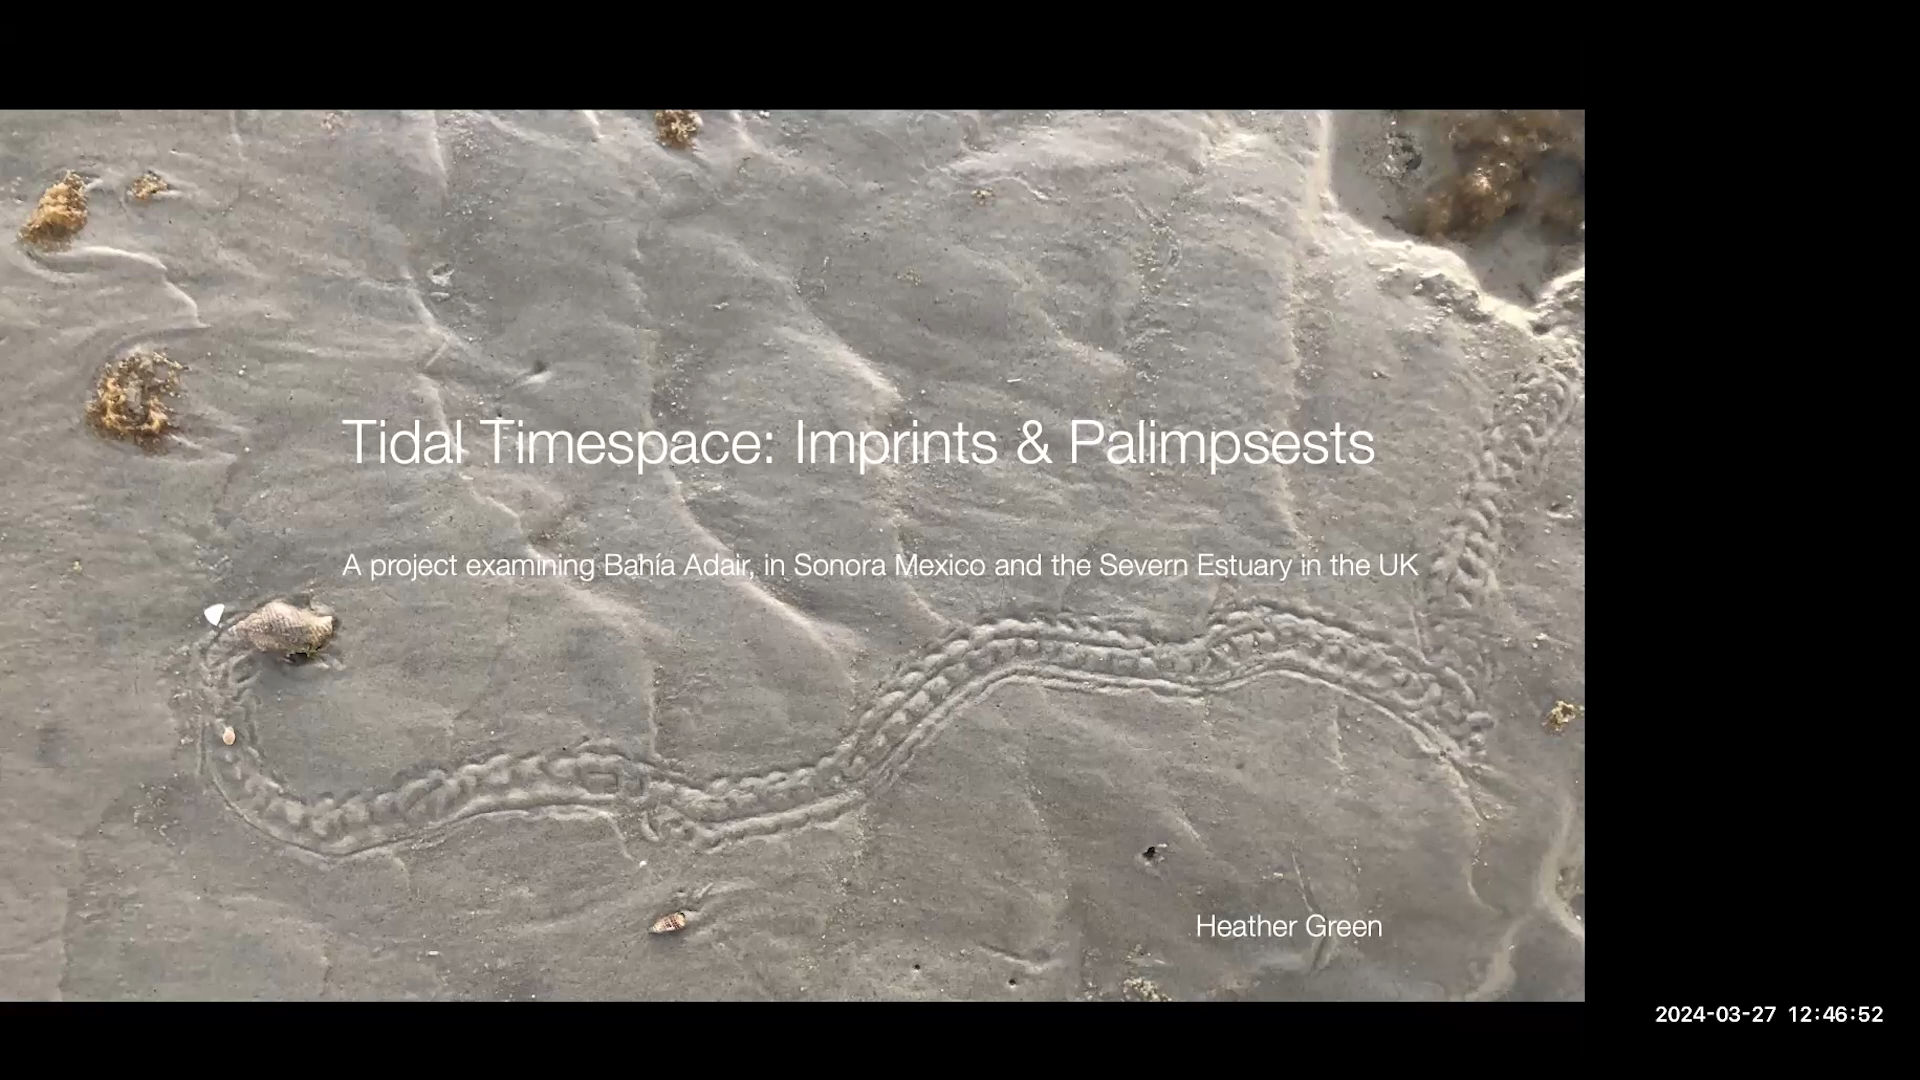 Tidal Timespace: Imprints & Palimpsests
A project examining Bahía Adair, in Sonora Mexico and the Severn Estuary in the UK
Heather Green
2024-03-27 12:46:52